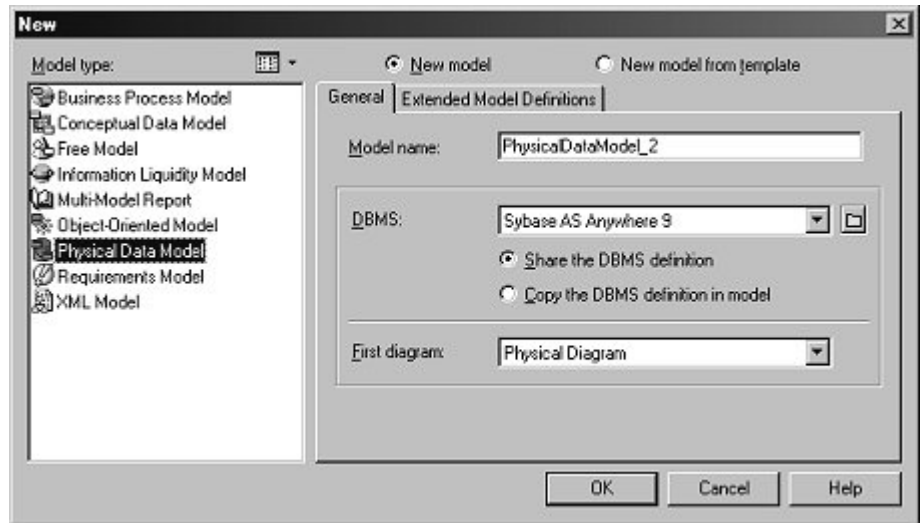 New
Model type:
New model
New model from template
Business Process Model
Conceptual Data Model
Free Model
Information Liquidity Model
Multi-Model Report
Object-Oriented Model
Physical Data Model
Requirements Model
XML Model
General
Extended Model Definitions
Model name:
PhysicalDataModel_2
DBMS:
Sybase AS Anywhere 9
Share the DBMS definition
Copy the DBMS definition in model
First diagram:
Physical Diagram
OK
Cancel
Help